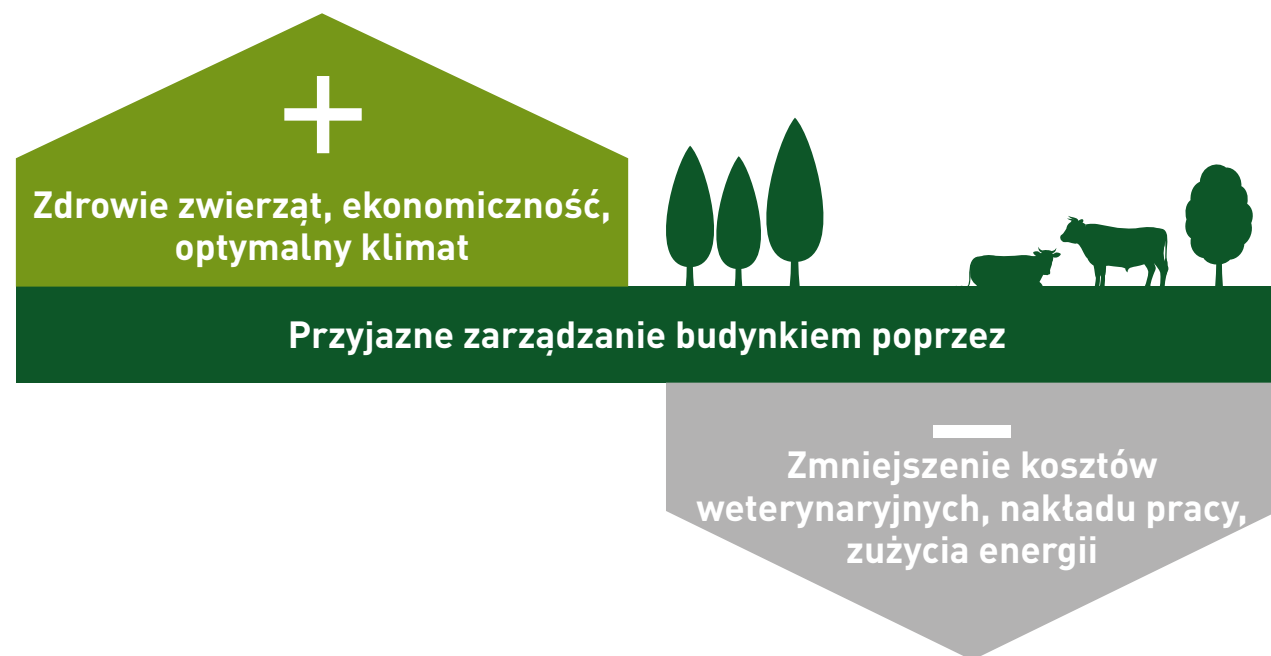 +
Zdrowie zwierząt, ekonomiczność,
optymalny klimat
Przyjazne zarządzanie budynkiem poprzez
–
Zmniejszenie kosztów
weterynaryjnych, nakładu pracy,
zużycia energii